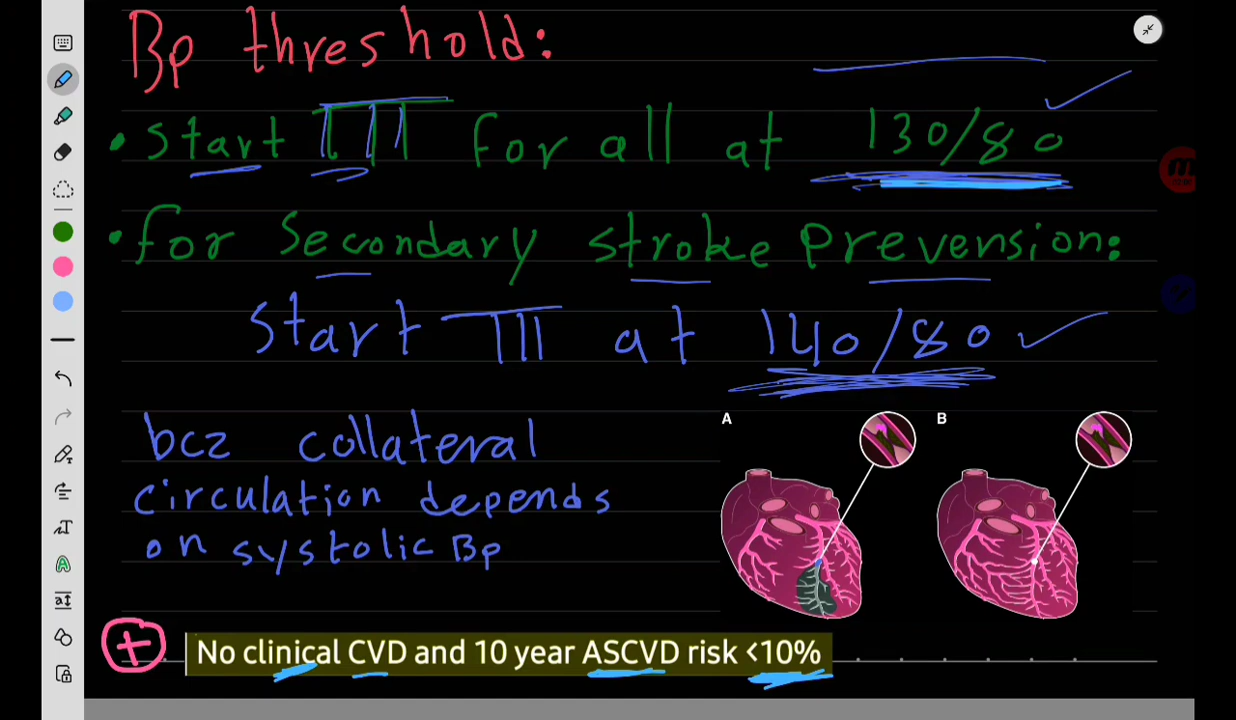 Bp threshold:
• start TTT for all at 130/80
• for Secondary stroke prevension:
start TTT at 140/80
bcz collateral
circulation depends
on systolic Bp
A B
No clinical CVD and 10 year ASCVD risk <10%